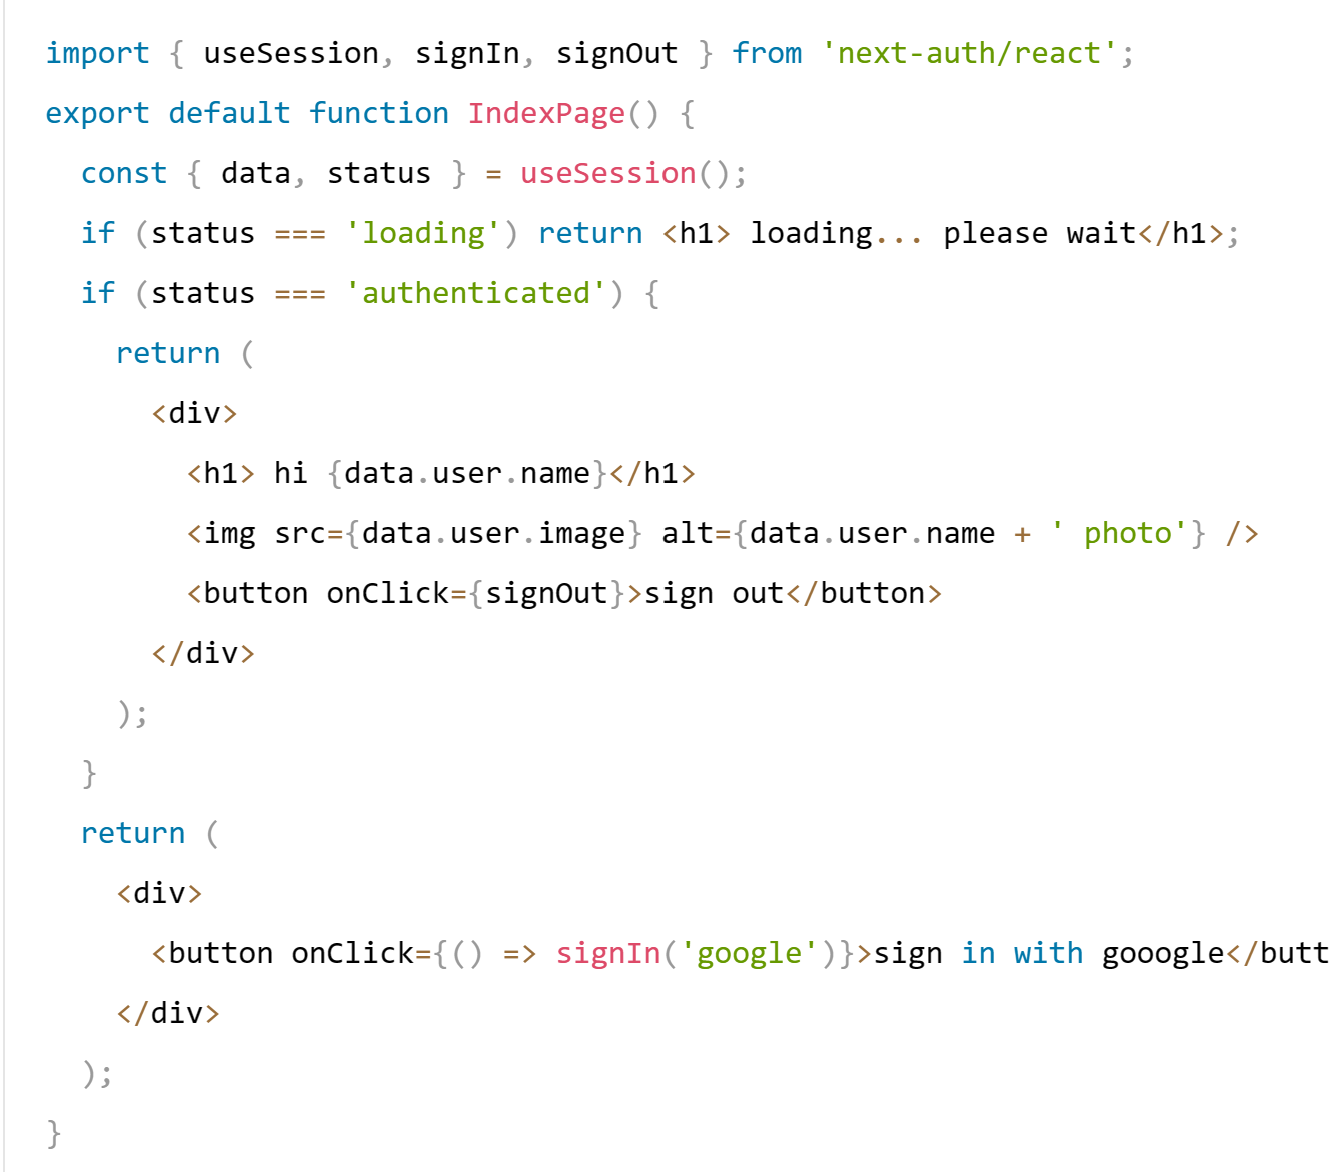 import { useSession, signIn, signOut } from 'next-auth/react';
export default function IndexPage() {
  const { data, status } = useSession();
  if (status === 'loading') return <h1> loading... please wait</h1>;
  if (status === 'authenticated') {
    return (
      <div>
        <h1> hi {data.user.name}</h1>
        <img src={data.user.image} alt={data.user.name + ' photo'} />
        <button onClick={signOut}>sign out</button>
      </div>
    );
  }
  return (
    <div>
      <button onClick={() => signIn('google')}>sign in with gooogle</butt
    </div>
  );
}